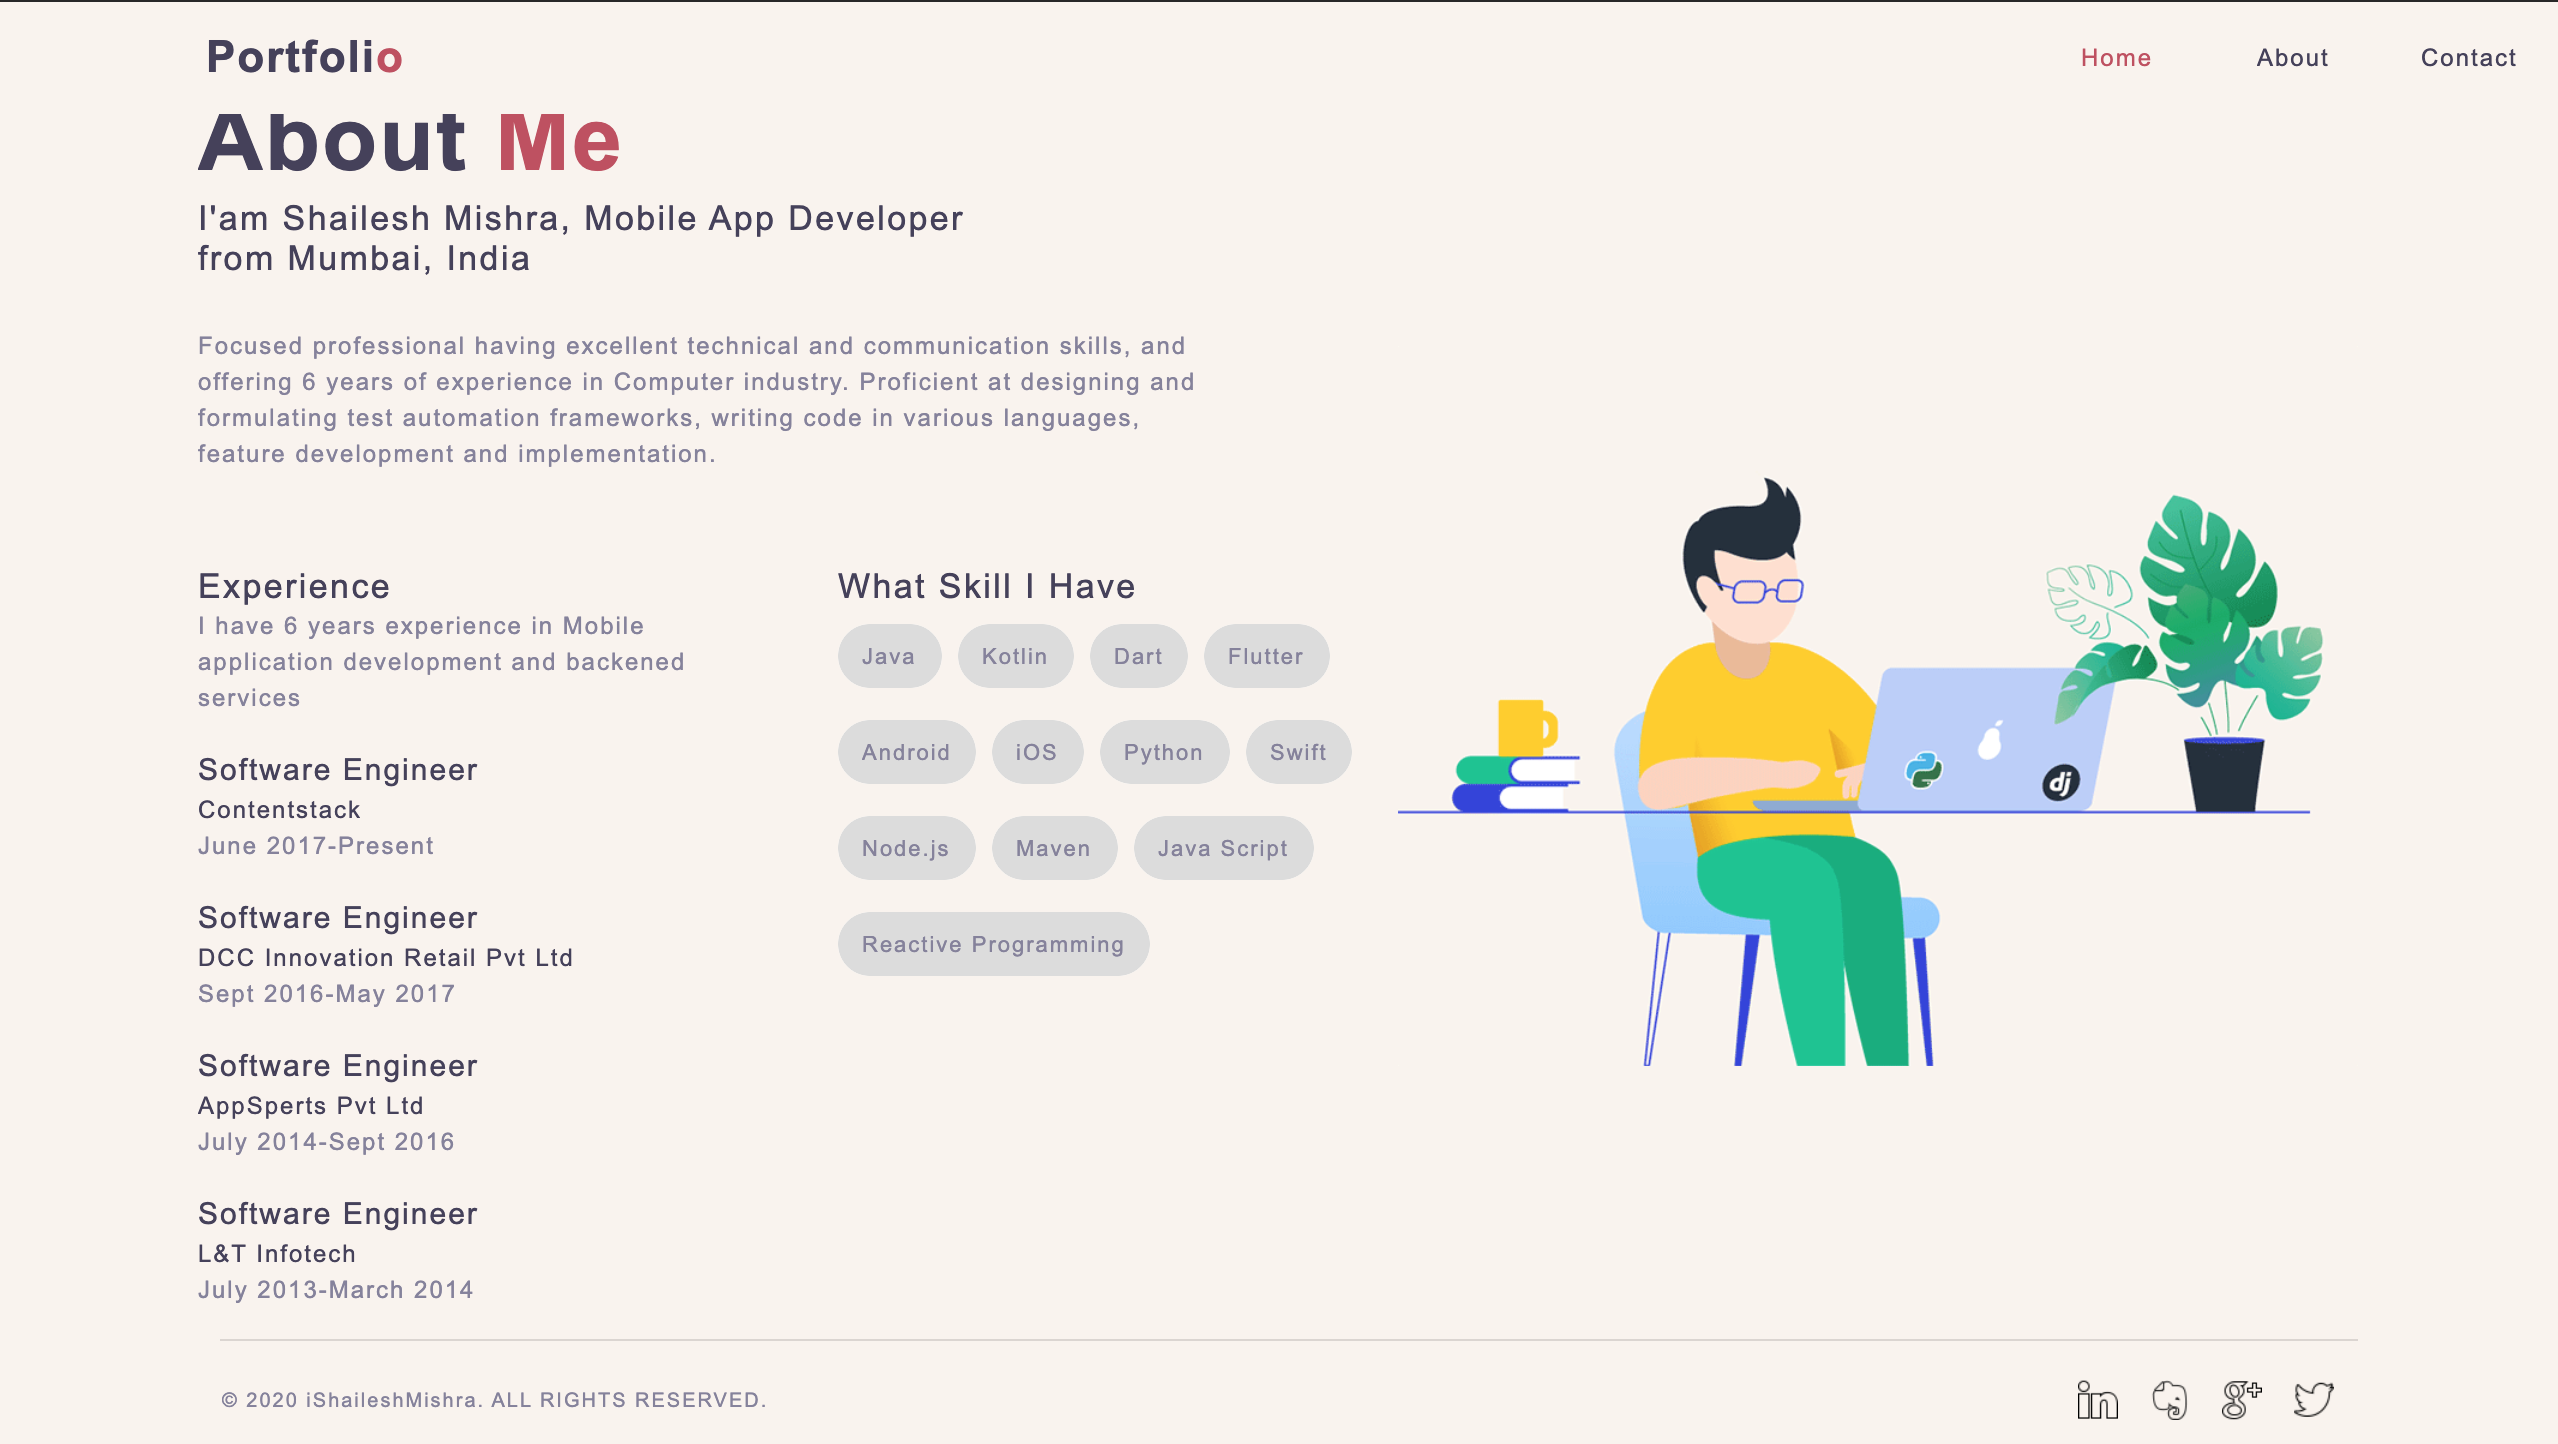 Portfolio
Home
About
Contact
About Me
I'am Shailesh Mishra, Mobile App Developer
from Mumbai, India
Focused professional having excellent technical and communication skills, and
offering 6 years of experience in Computer industry. Proficient at designing and
formulating test automation frameworks, writing code in various languages,
feature development and implementation.
Experience
I have 6 years experience in Mobile
application development and backened
services
Software Engineer
Contentstack
June 2017-Present
Software Engineer
DCC Innovation Retail Pvt Ltd
Sept 2016-May 2017
Software Engineer
AppSperts Pvt Ltd
July 2014-Sept 2016
Software Engineer
L&T Infotech
July 2013-March 2014
What Skill I Have
Java
Kotlin
Dart
Flutter
Android
iOS
Python
Swift
Node.js
Maven
Java Script
Reactive Programming
dj
© 2020 iShaileshMishra. ALL RIGHTS RESERVED.
in
g+